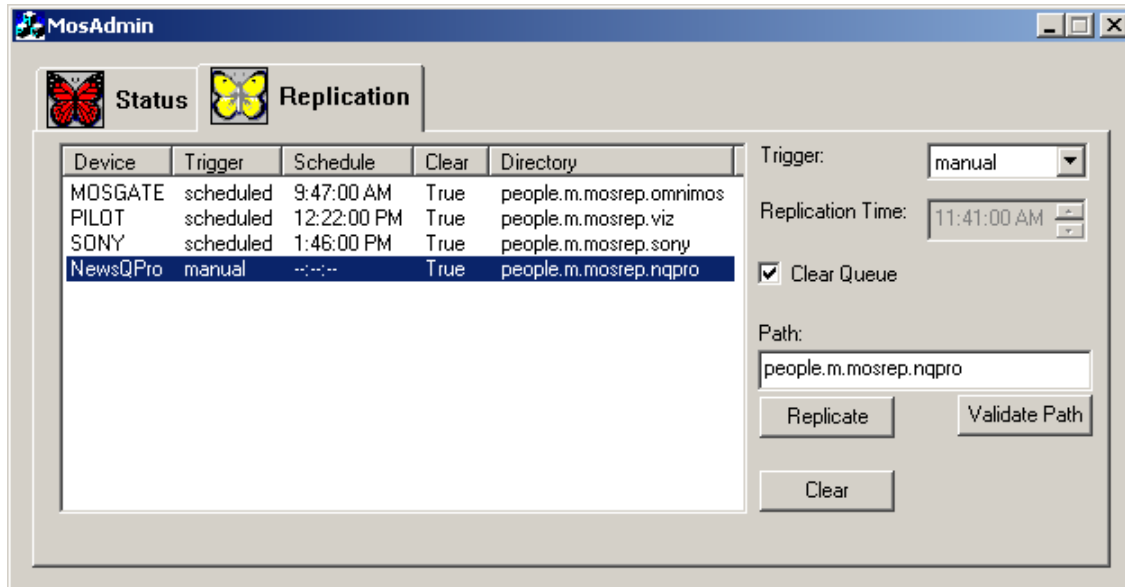 MosAdmin
Status Replication
Device Trigger Schedule Clear Directory
MOSGATE scheduled 9:47:00 AM True people.m.mosrep.omnimos
PILOT scheduled 12:22:00 PM True people.m.mosrep.viz
SONY scheduled 1:46:00 PM True people.m.mosrep.sony
NewsQPro manual --:--:-- True people.m.mosrep.nqpro
Trigger: manual
Replication Time: 11:41:00 AM
Clear Queue
Path:
people.m.mosrep.nqpro
Replicate Validate Path
Clear